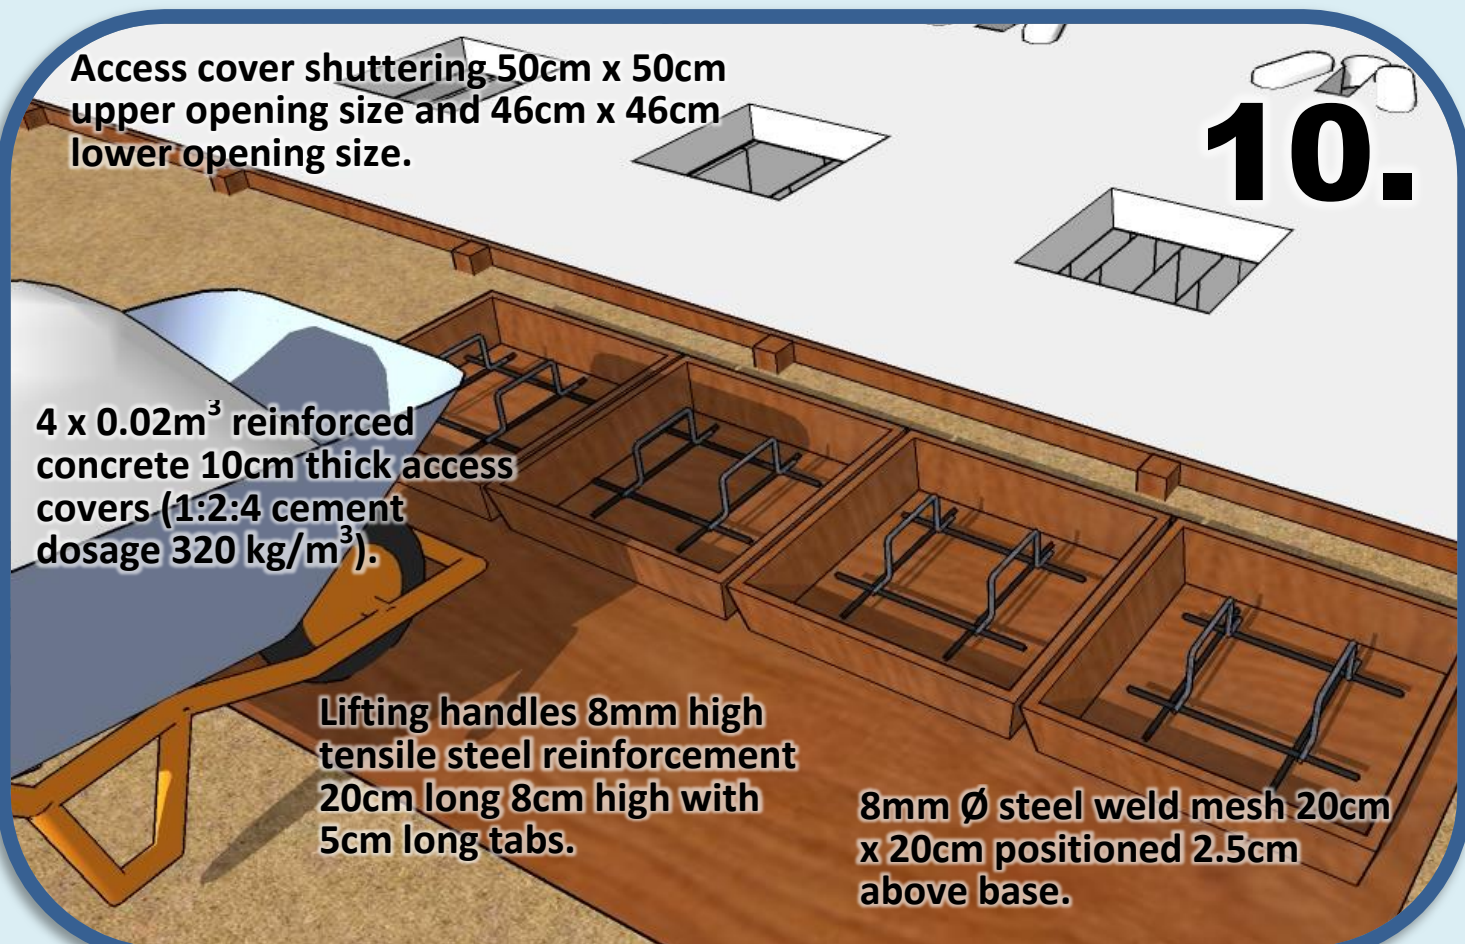 Access cover shuttering 50cm x 50cm
upper opening size and 46cm x 46cm
lower opening size.
10.
4 x 0.02m³ reinforced
concrete 10cm thick access
covers (1:2:4 cement
dosage 320 kg/m³).
Lifting handles 8mm high
tensile steel reinforcement
20cm long 8cm high with
5cm long tabs.
8mm Ø steel weld mesh 20cm
x 20cm positioned 2.5cm
above base.